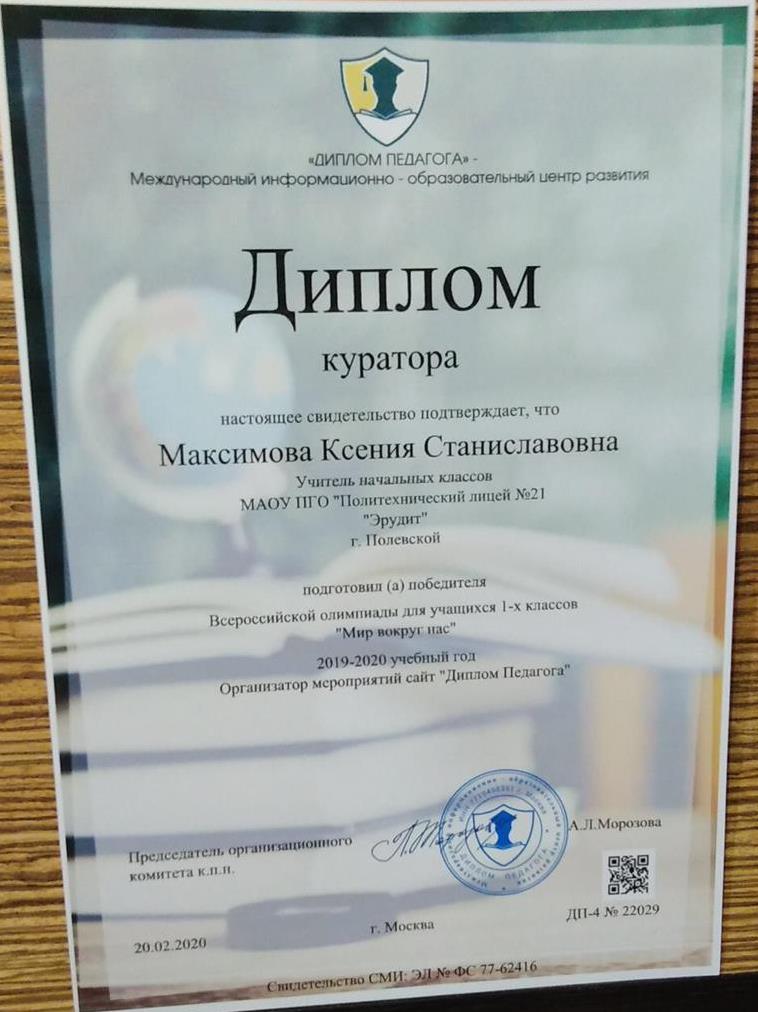 «ДИПЛОМ ПЕДАГОГА» -
Международный информационно - образовательный центр развития
Диплом
куратора
настоящее свидетельство подтверждает, что
Максимова Ксения Станиславовна
Учитель начальных классов
МАОУ ПГО "Политехнический лицей №21
"Эрудит"
г. Полевской
подготовил (а) победителя
Всероссийской олимпиады для учащихся 1-х классов
"Мир вокруг нас"
2019-2020 учебный год
Организатор мероприятий сайт "Диплом Педагога"
Председатель организационного
комитета к.п.н.
А.Л.Морозова
ДИПЛОМ ПЕДАГОГА
ДП-4 № 22029
г. Москва
20.02.2020
Свидетельство СМИ: ЭЛ № ФС 77-62416